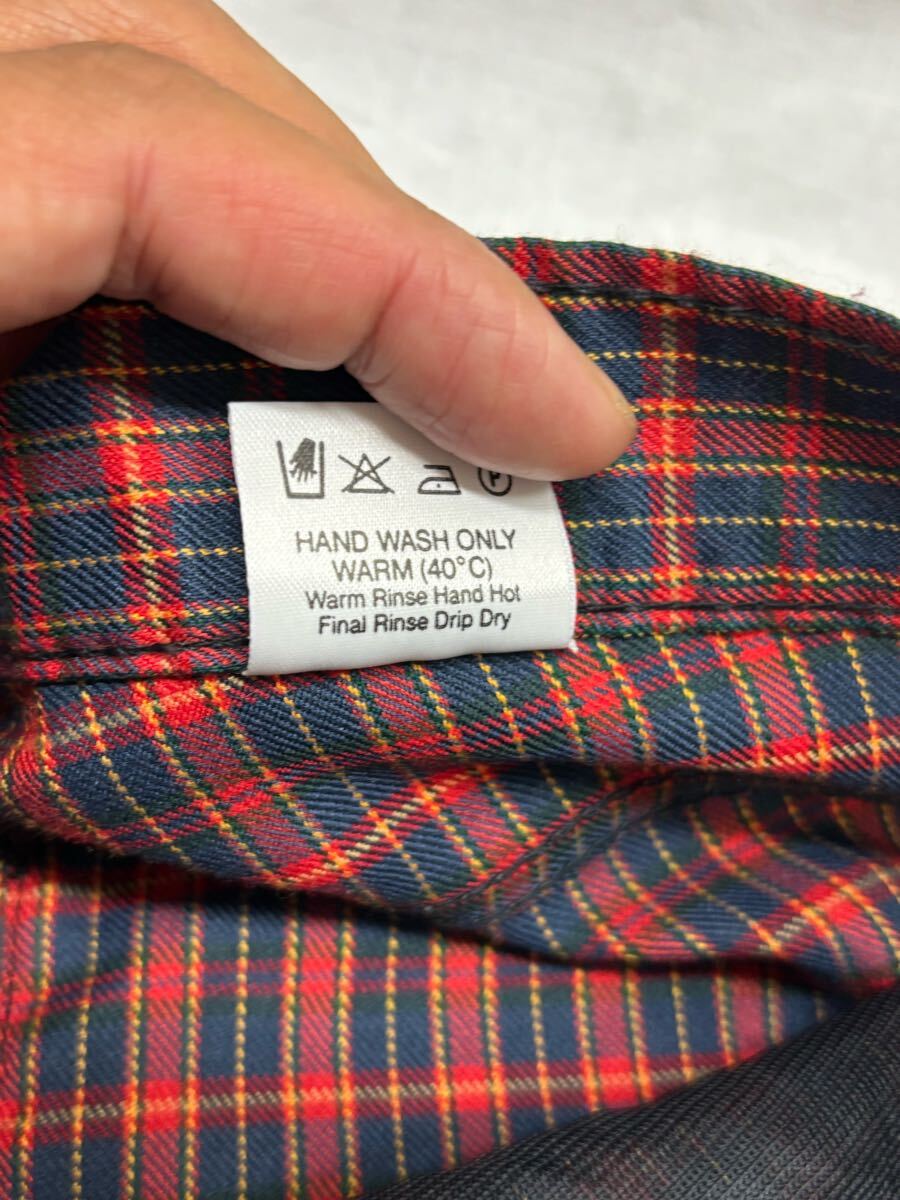 P
HAND WASH ONLY
WARM (40°C)
Warm Rinse Hand Hot
Final Rinse Drip Dry